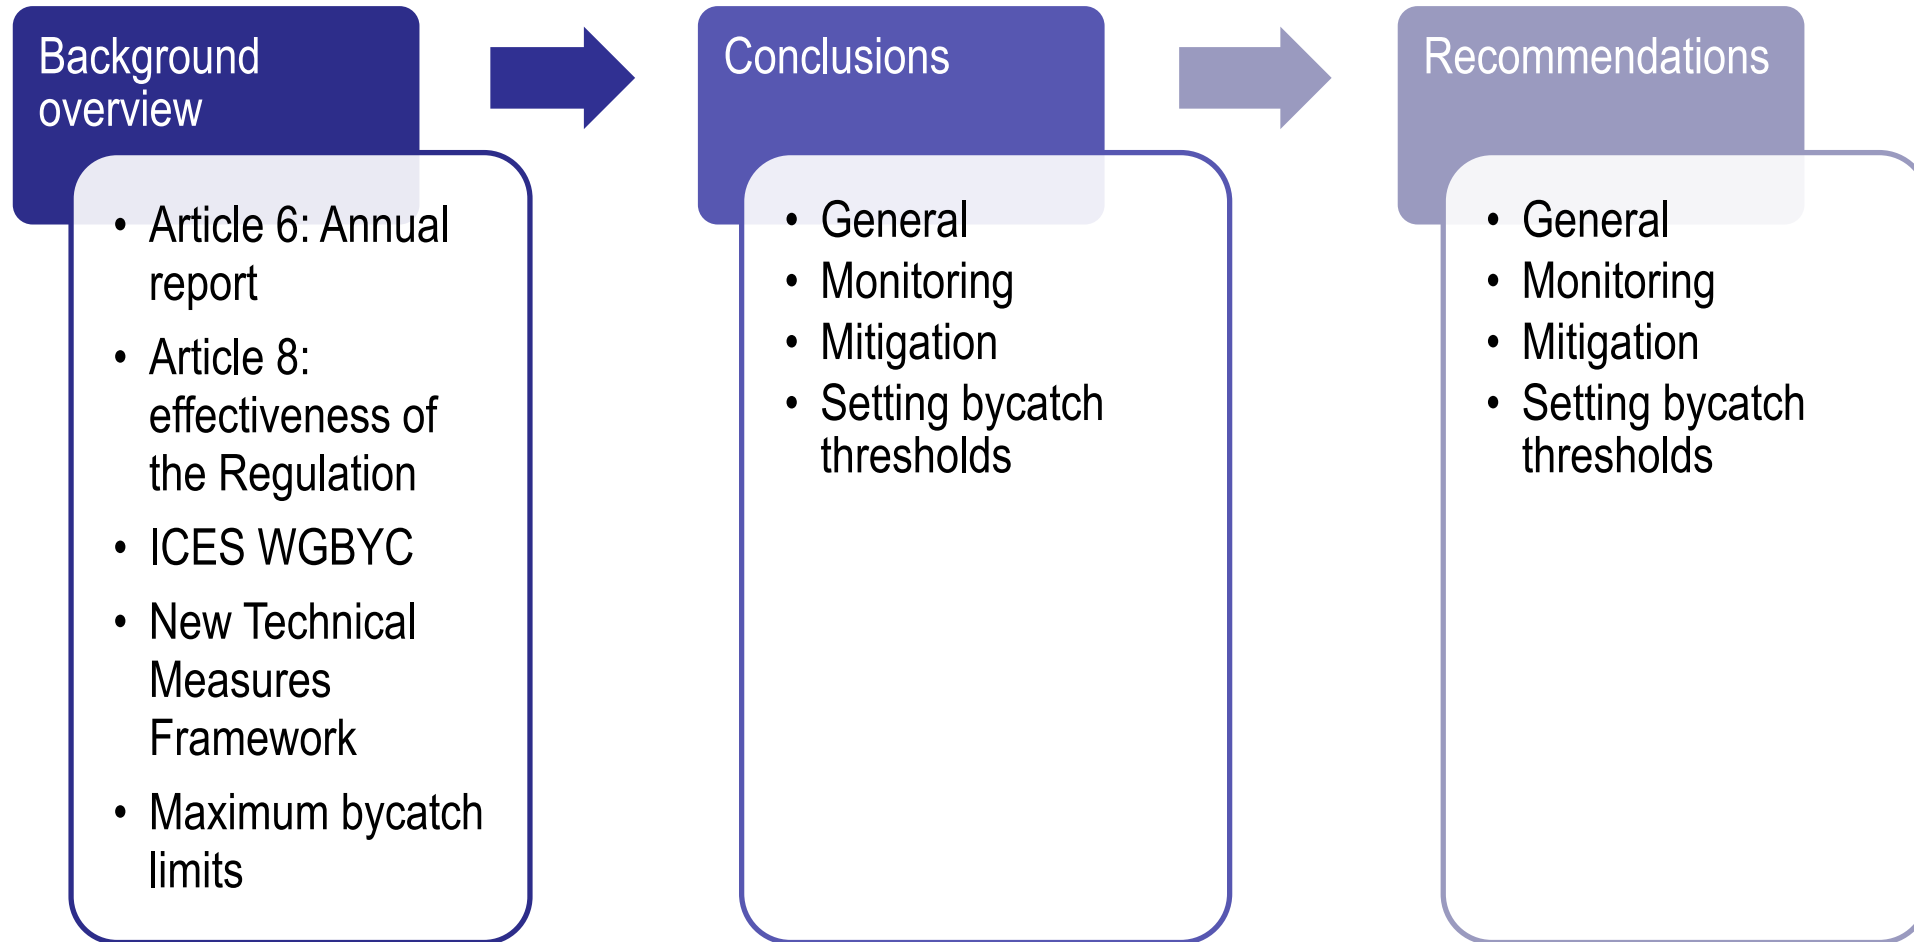 Background
overview
• Article 6: Annual
report
• Article 8:
effectiveness of
the Regulation
• ICES WGBYC
• New Technical
Measures
Framework
• Maximum bycatch
limits
Conclusions
• General
• Monitoring
• Mitigation
• Setting bycatch
thresholds
Recommendations
• General
• Monitoring
• Mitigation
• Setting bycatch
thresholds